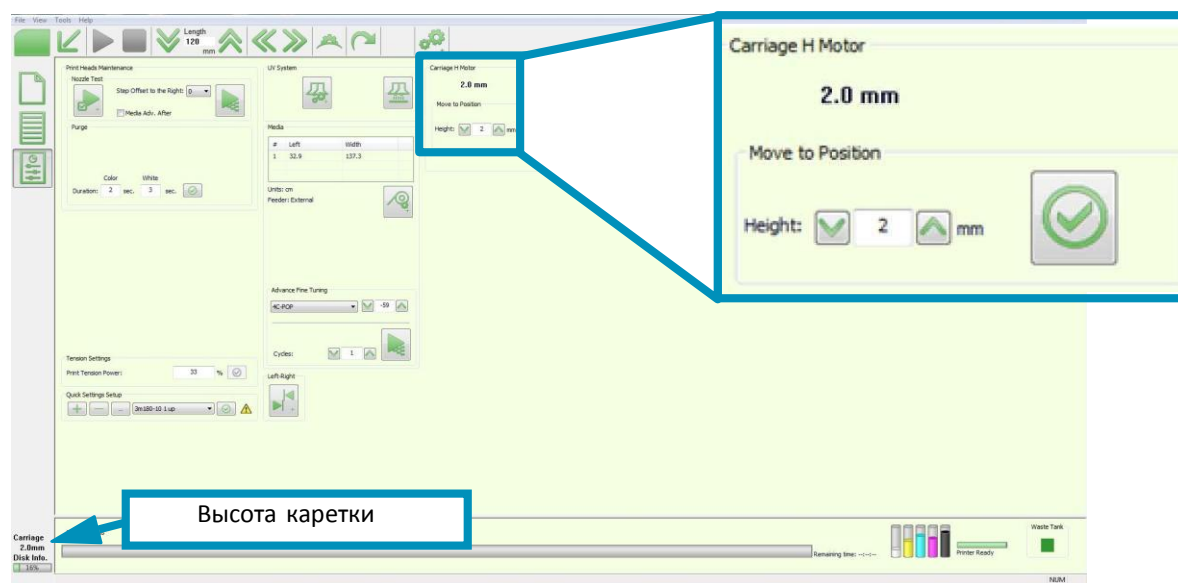 File View Tools Help
Length
120
mm
Print Heads Maintenance
Nozzle Test
Step Offset to the Right: 0
Media Adv. After
Purge
Color White
Duration: 2 sec. 3 sec.
Tension Settings
Print Tension Power: 33 %
Quick Settings Setup
+ — ... 3m180-10 1 up
UV System
Media
# Left Width
1 32.9 137.3
Units: cm
Feeder: External
Advance Fine Tuning
4C-POP -59
Cycles: 1
Left-Right
Carriage H Motor
2.0 mm
Move to Position
Height: 2 mm
Carriage H Motor
2.0 mm
Move to Position
Height: 2 mm
Высота каретки
Carriage
2.0mm
Disk Info.
16%
Remaining time: --:--:--
Printer Ready
Waste Tank
NUM